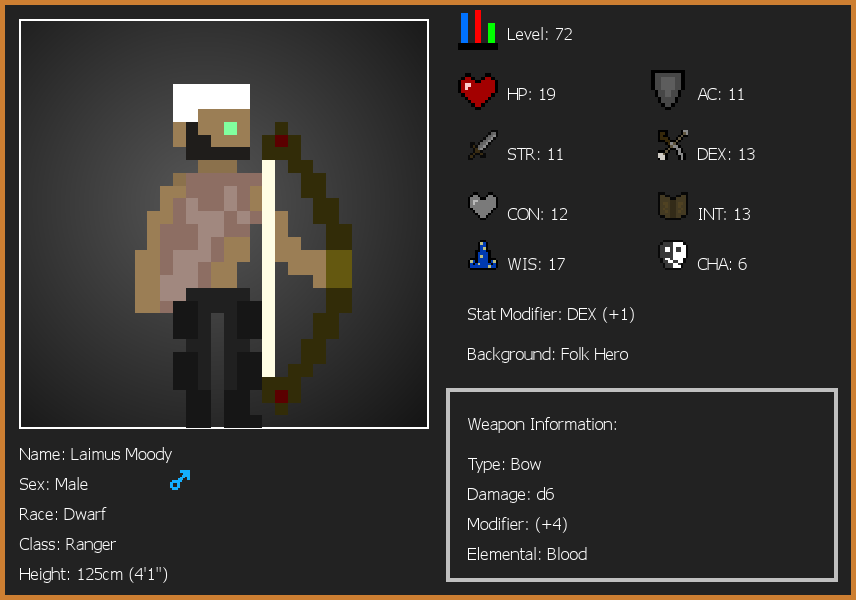 Level: 72
HP: 19
AC: 11
STR: 11
DEX: 13
CON: 12
INT: 13
WIS: 17
CHA: 6
Stat Modifier: DEX (+1)
Background: Folk Hero
Weapon Information:
Type: Bow
Damage: d6
Modifier: (+4)
Elemental: Blood
Name: Laimus Moody
Sex: Male
Race: Dwarf
Class: Ranger
Height: 125cm (4'1")